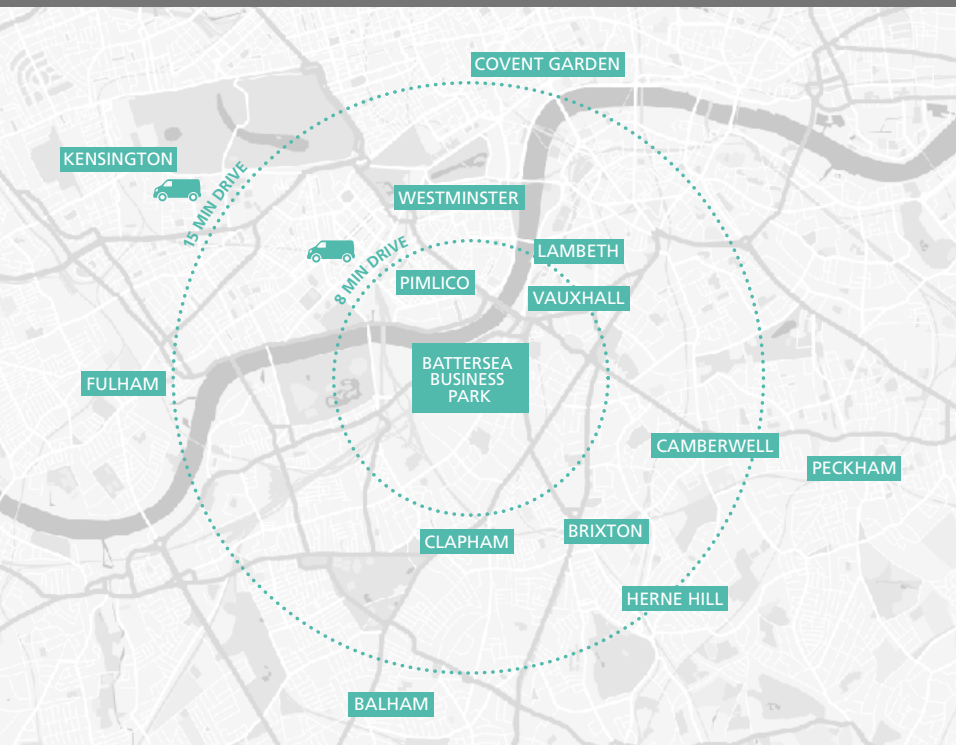 COVENT GARDEN
KENSINGTON
15 MIN DRIVE
WESTMINSTER
8 MIN DRIVE
LAMBETH
PIMLICO
VAUXHALL
BATTERSEA
BUSINESS
PARK
FULHAM
CAMBERWELL
PECKHAM
CLAPHAM
BRIXTON
HERNE HILL
BALHAM